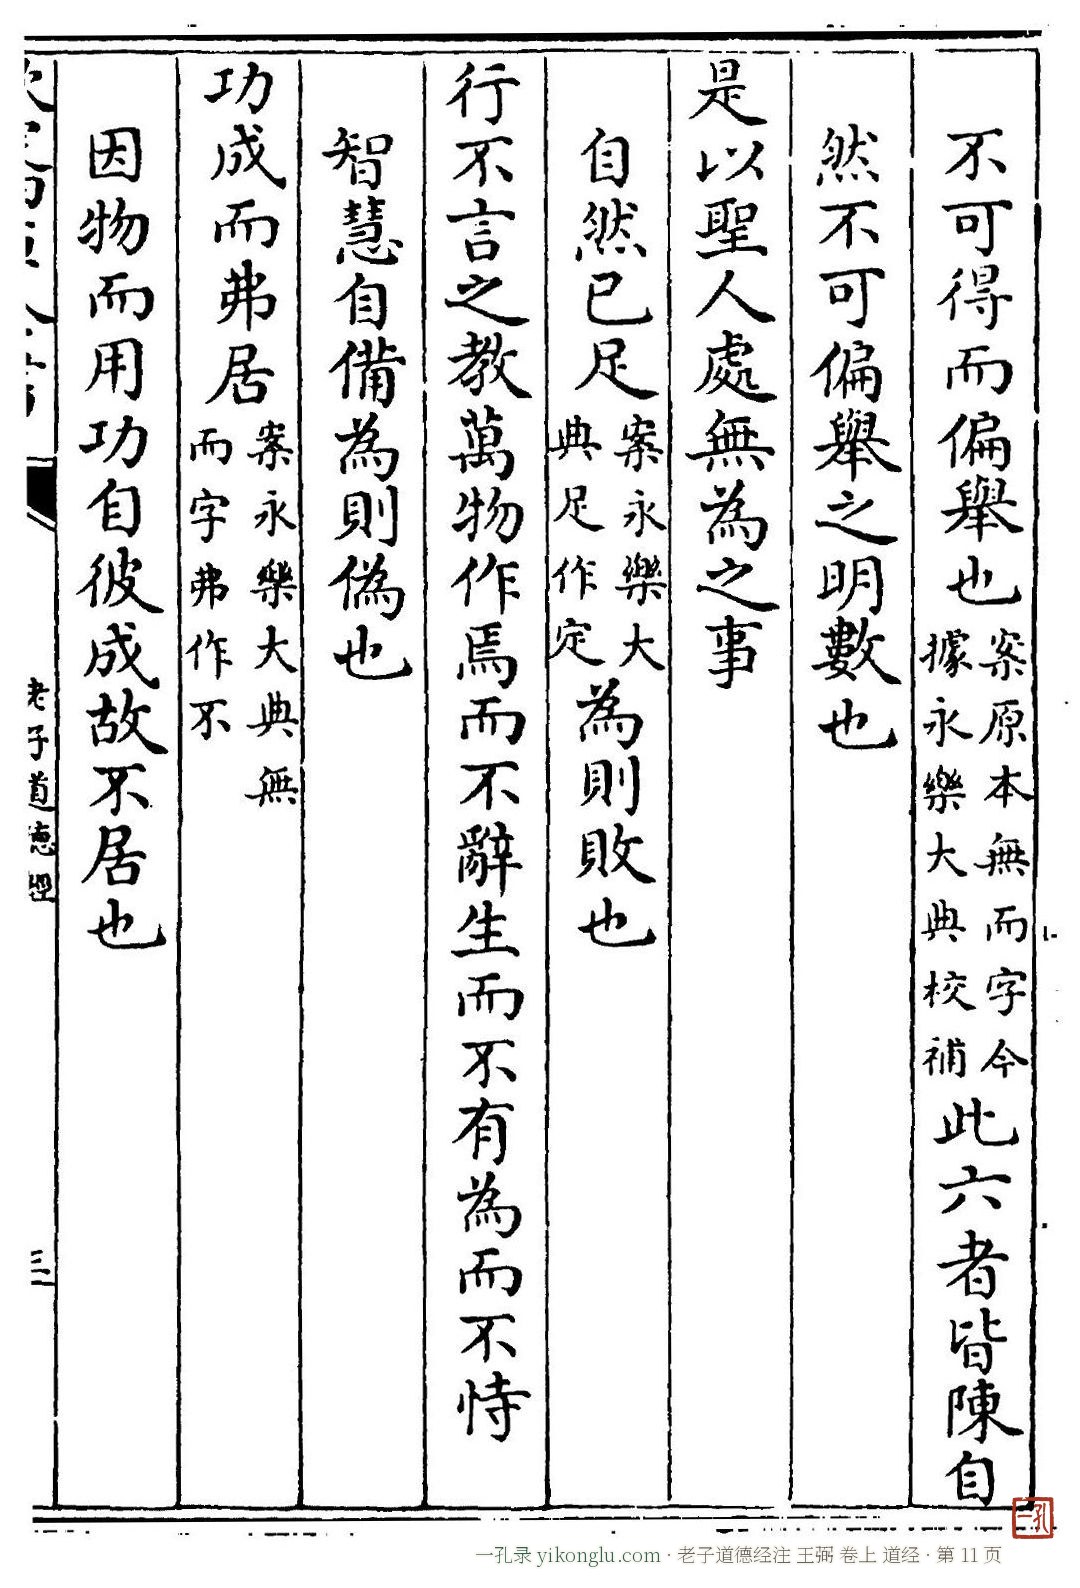 不可得而偏舉也案原本無而字今據永樂大典校補此六者皆陳自
然不可偏舉之明數也
是以聖人處無為之事
自然已足案永樂大典足作定為則敗也
行不言之教萬物作焉而不辭生而不有為而不恃
智慧自備為則偽也
功成而弗居案永樂大典無而字弗作不
因物而用功自彼成故不居也
老子道德經
三
一孔
一孔录 yikonglu.com · 老子道德经注 王弼 卷上 道经 · 第 11 页